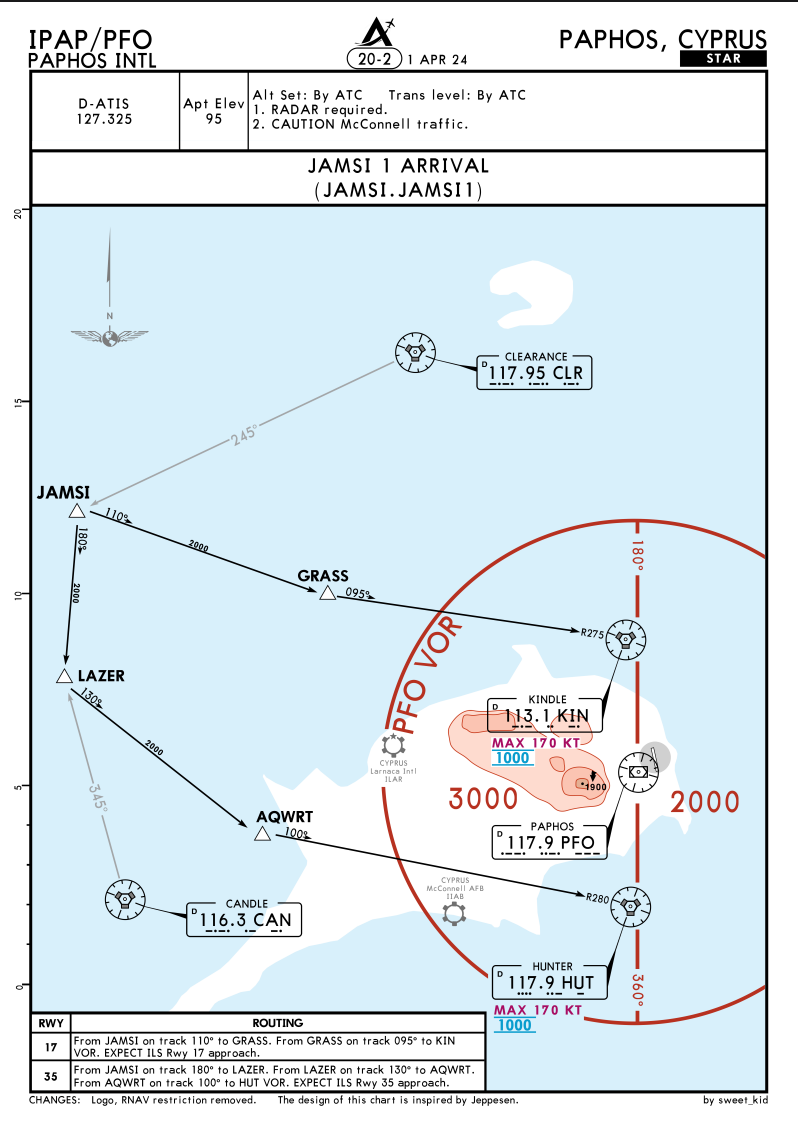 IPAP/PFO
PAPHOS INTL
20-2
1 APR 24
PAPHOS, CYPRUS
STAR
D-ATIS
127.325
Apt Elev
95
Alt Set: By ATC Trans level: By ATC
1. RADAR required.
2. CAUTION McConnell traffic.
JAMSI 1 ARRIVAL
(JAMSI.JAMSI1)
20
15
10
5
0
N
CLEARANCE
D 117.95 CLR
245°
JAMSI
110°
2000
180°
2000
GRASS
095°
R275
180°
PFO VOR
KINDLE
D 113.1 KIN
MAX 170 KT
1000
LAZER
130°
2000
CYPRUS
Larnaca Intl
ILAR
3000
1900
2000
345°
AQWRT
100°
PAPHOS
D 117.9 PFO
CYPRUS
McConnell AFB
IIAB
R280
CANDLE
D 116.3 CAN
HUNTER
D 117.9 HUT
360°
MAX 170 KT
1000
RWY ROUTING
17 From JAMSI on track 110° to GRASS. From GRASS on track 095° to KIN
VOR. EXPECT ILS Rwy 17 approach.
35 From JAMSI on track 180° to LAZER. From LAZER on track 130° to AQWRT.
From AQWRT on track 100° to HUT VOR. EXPECT ILS Rwy 35 approach.
CHANGES: Logo, RNAV restriction removed. The design of this chart is inspired by Jeppesen. by sweet_kid